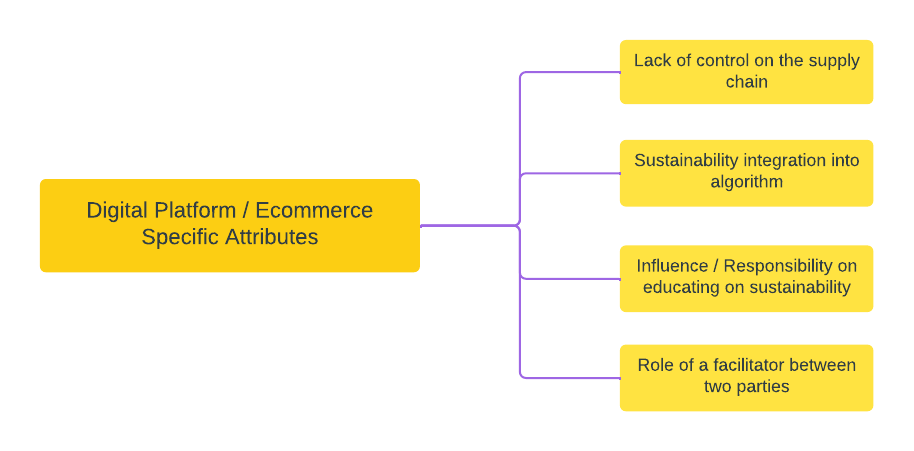 Digital Platform / Ecommerce
Specific Attributes
Lack of control on the supply
chain
Sustainability integration into
algorithm
Influence / Responsibility on
educating on sustainability
Role of a facilitator between
two parties